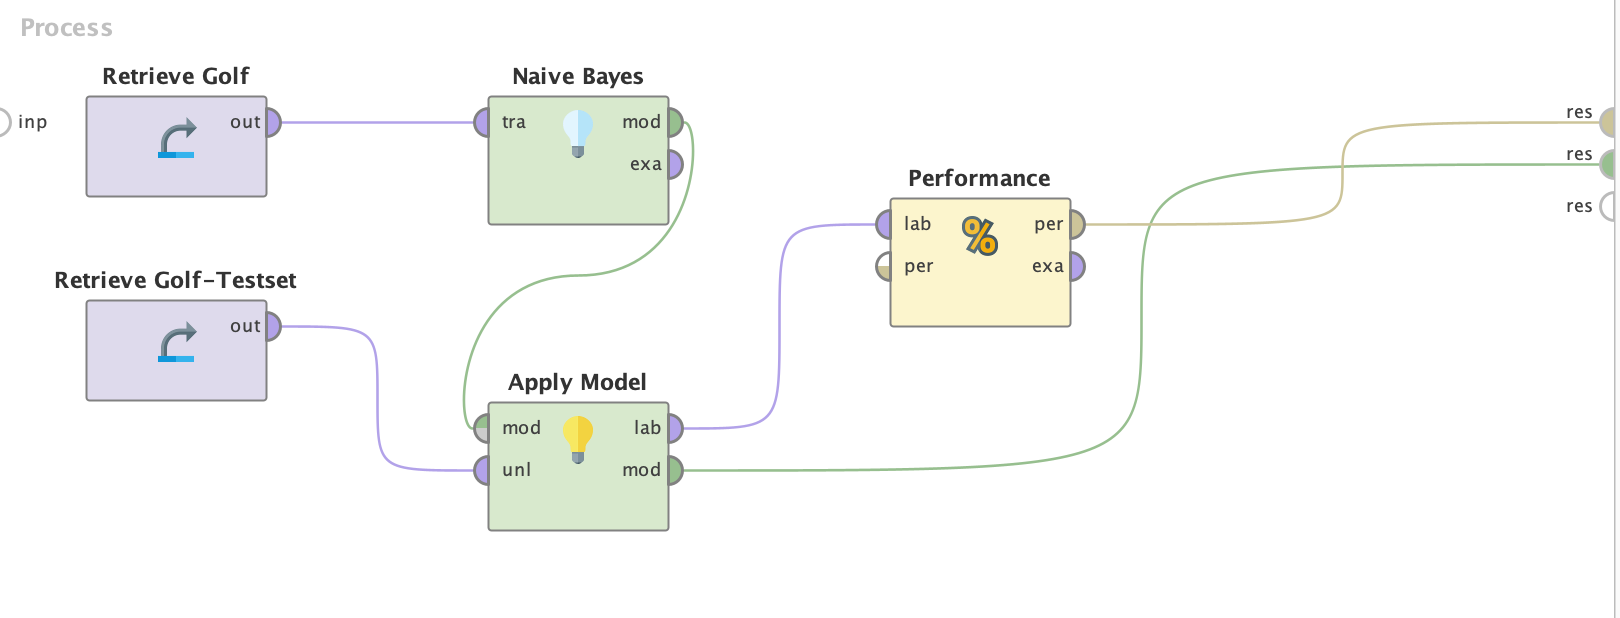 Process
inp
Retrieve Golf
out
Naive Bayes
tra
mod
exa
Retrieve Golf-Testset
out
Apply Model
mod
lab
unl
mod
Performance
lab
per
%
per
exa
res
res
res